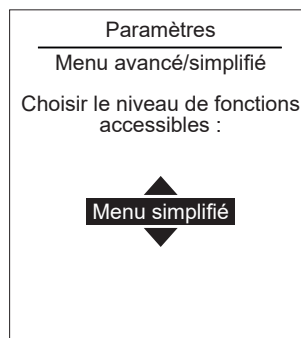 Paramètres
Menu avancé/simplifié
Choisir le niveau de fonctions
accessibles :
Menu simplifié